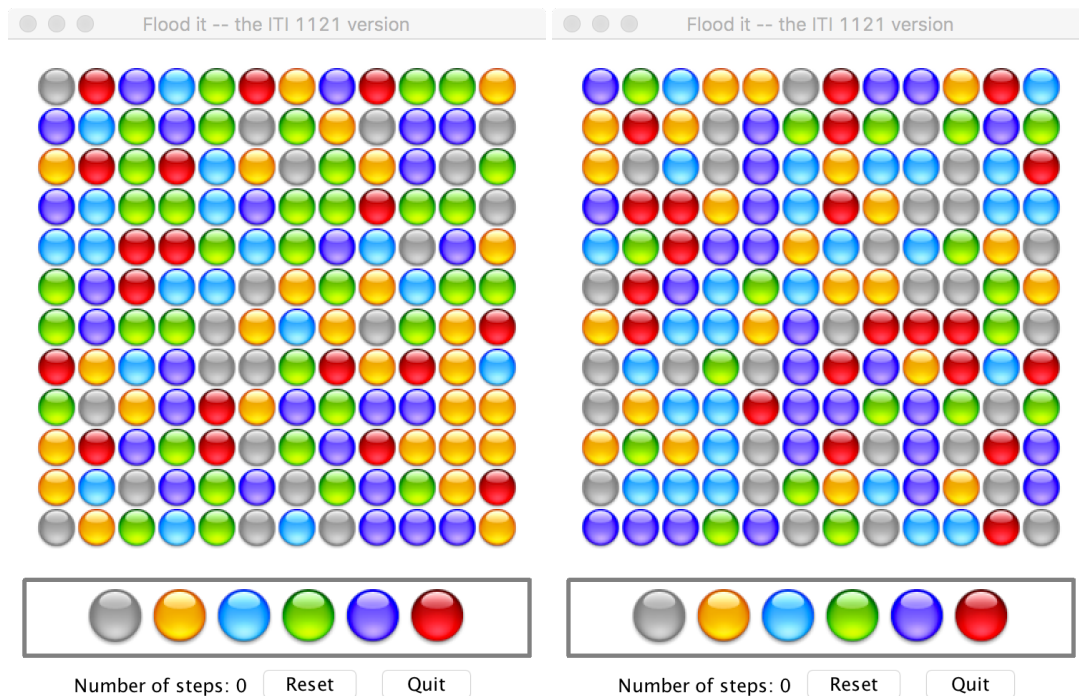 Flood it -- the ITI 1121 version
Number of steps: 0 Reset Quit
Flood it -- the ITI 1121 version
Number of steps: 0 Reset Quit